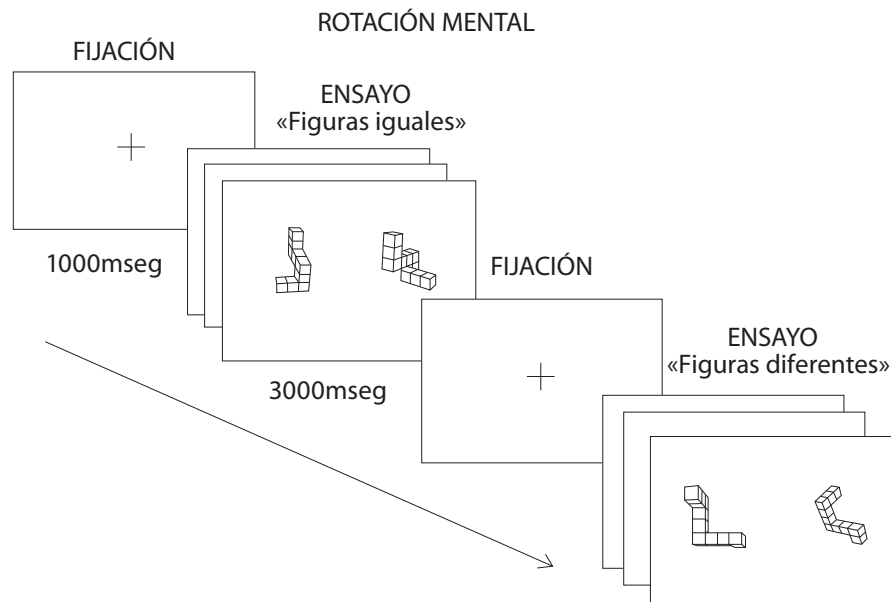 ROTACIÓN MENTAL
FIJACIÓN
ENSAYO
«Figuras iguales»
1000mseg
FIJACIÓN
3000mseg
ENSAYO
«Figuras diferentes»